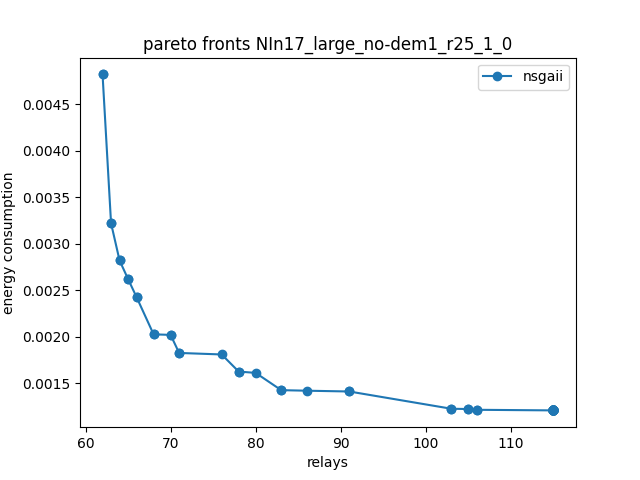 pareto fronts NIn17_large_no-dem1_r25_1_0
nsgaii
0.0045
0.0040
0.0035
0.0030
0.0025
0.0020
0.0015
energy consumption
60 70 80 90 100 110
relays